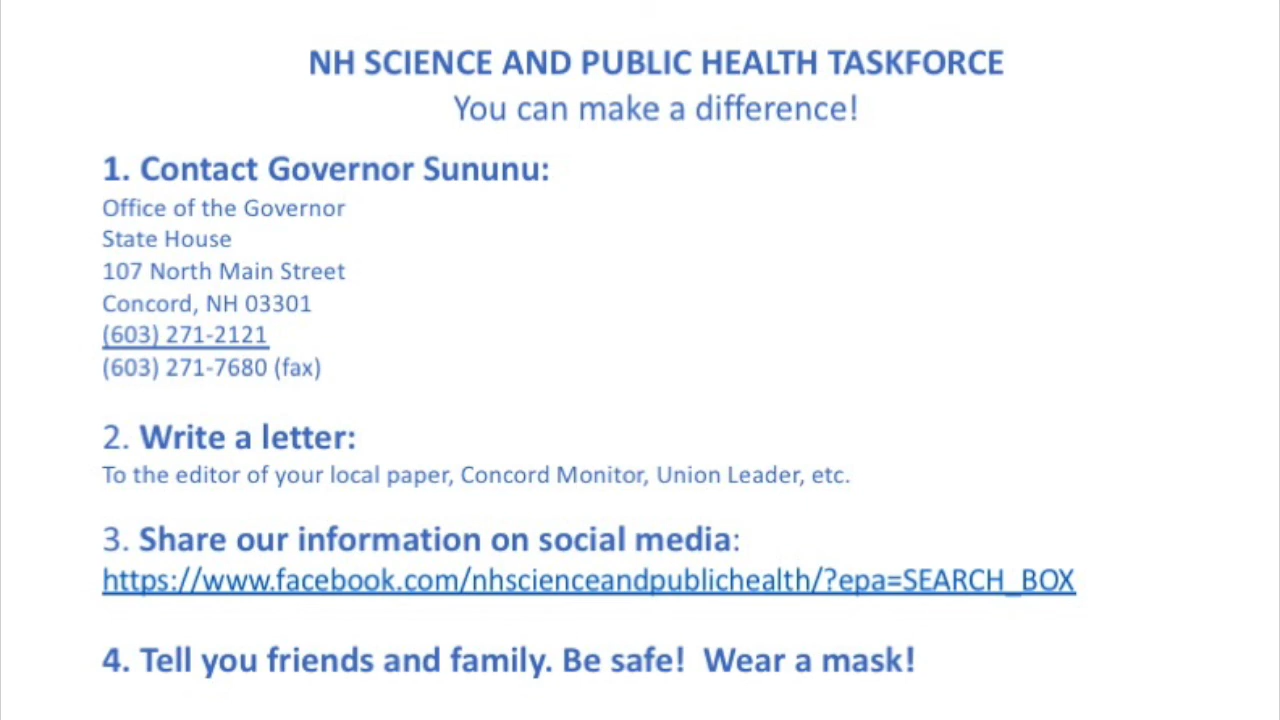 NH SCIENCE AND PUBLIC HEALTH TASKFORCE
You can make a difference!
1. Contact Governor Sununu:
Office of the Governor
State House
107 North Main Street
Concord, NH 03301
(603) 271-2121
(603) 271-7680 (fax)
2. Write a letter:
To the editor of your local paper, Concord Monitor, Union Leader, etc.
3. Share our information on social media:
https://www.facebook.com/nhscienceandpublichealth/?epa=SEARCH_BOX
4. Tell you friends and family. Be safe!  Wear a mask!